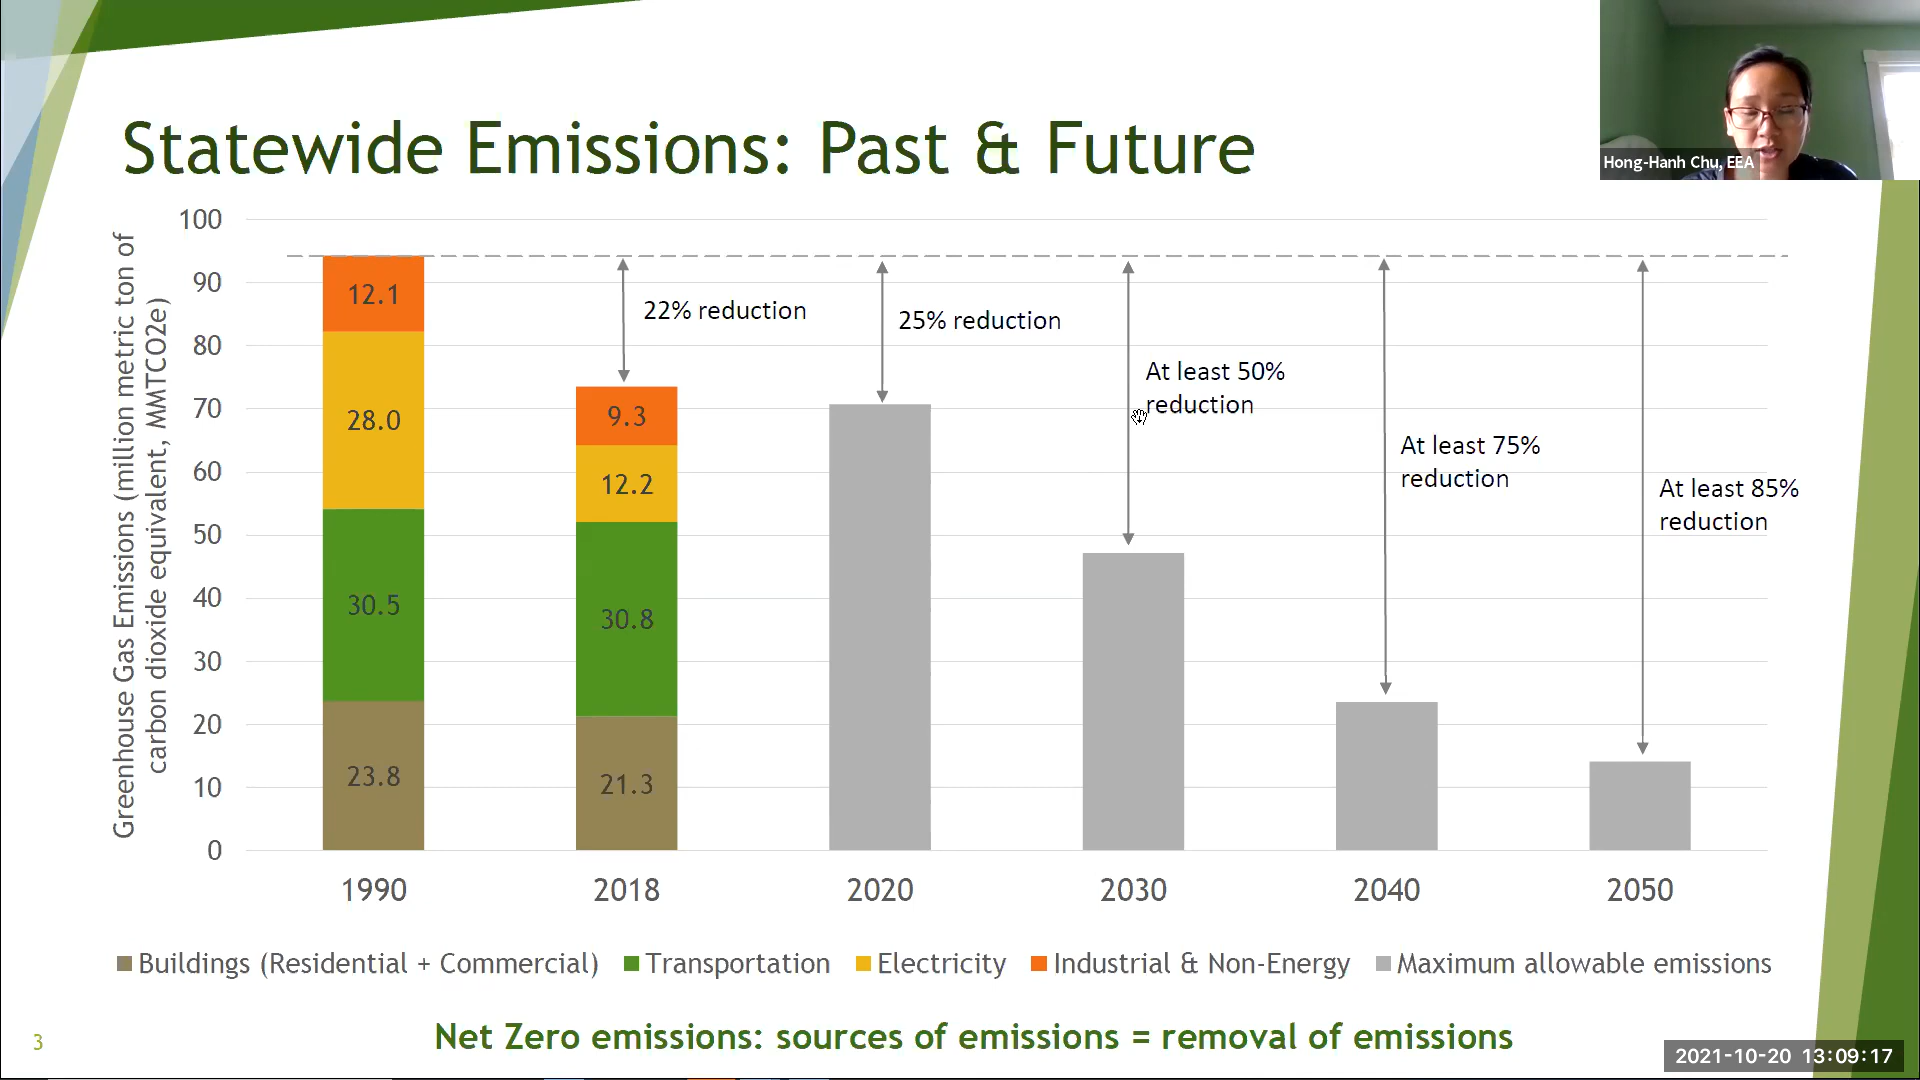 Statewide Emissions: Past & Future
Hong-Hanh Chu, EEA
Greenhouse Gas Emissions (million metric ton of
carbon dioxide equivalent, MMTCO2e)
100
90
80
70
60
50
40
30
20
10
0
12.1
28.0
30.5
23.8
22% reduction
9.3
12.2
30.8
21.3
25% reduction
At least 50%
reduction
At least 75%
reduction
At least 85%
reduction
1990
2018
2020
2030
2040
2050
Buildings (Residential + Commercial)
Transportation
Electricity
Industrial & Non-Energy
Maximum allowable emissions
Net Zero emissions: sources of emissions = removal of emissions
3
2021-10-20 13:09:17